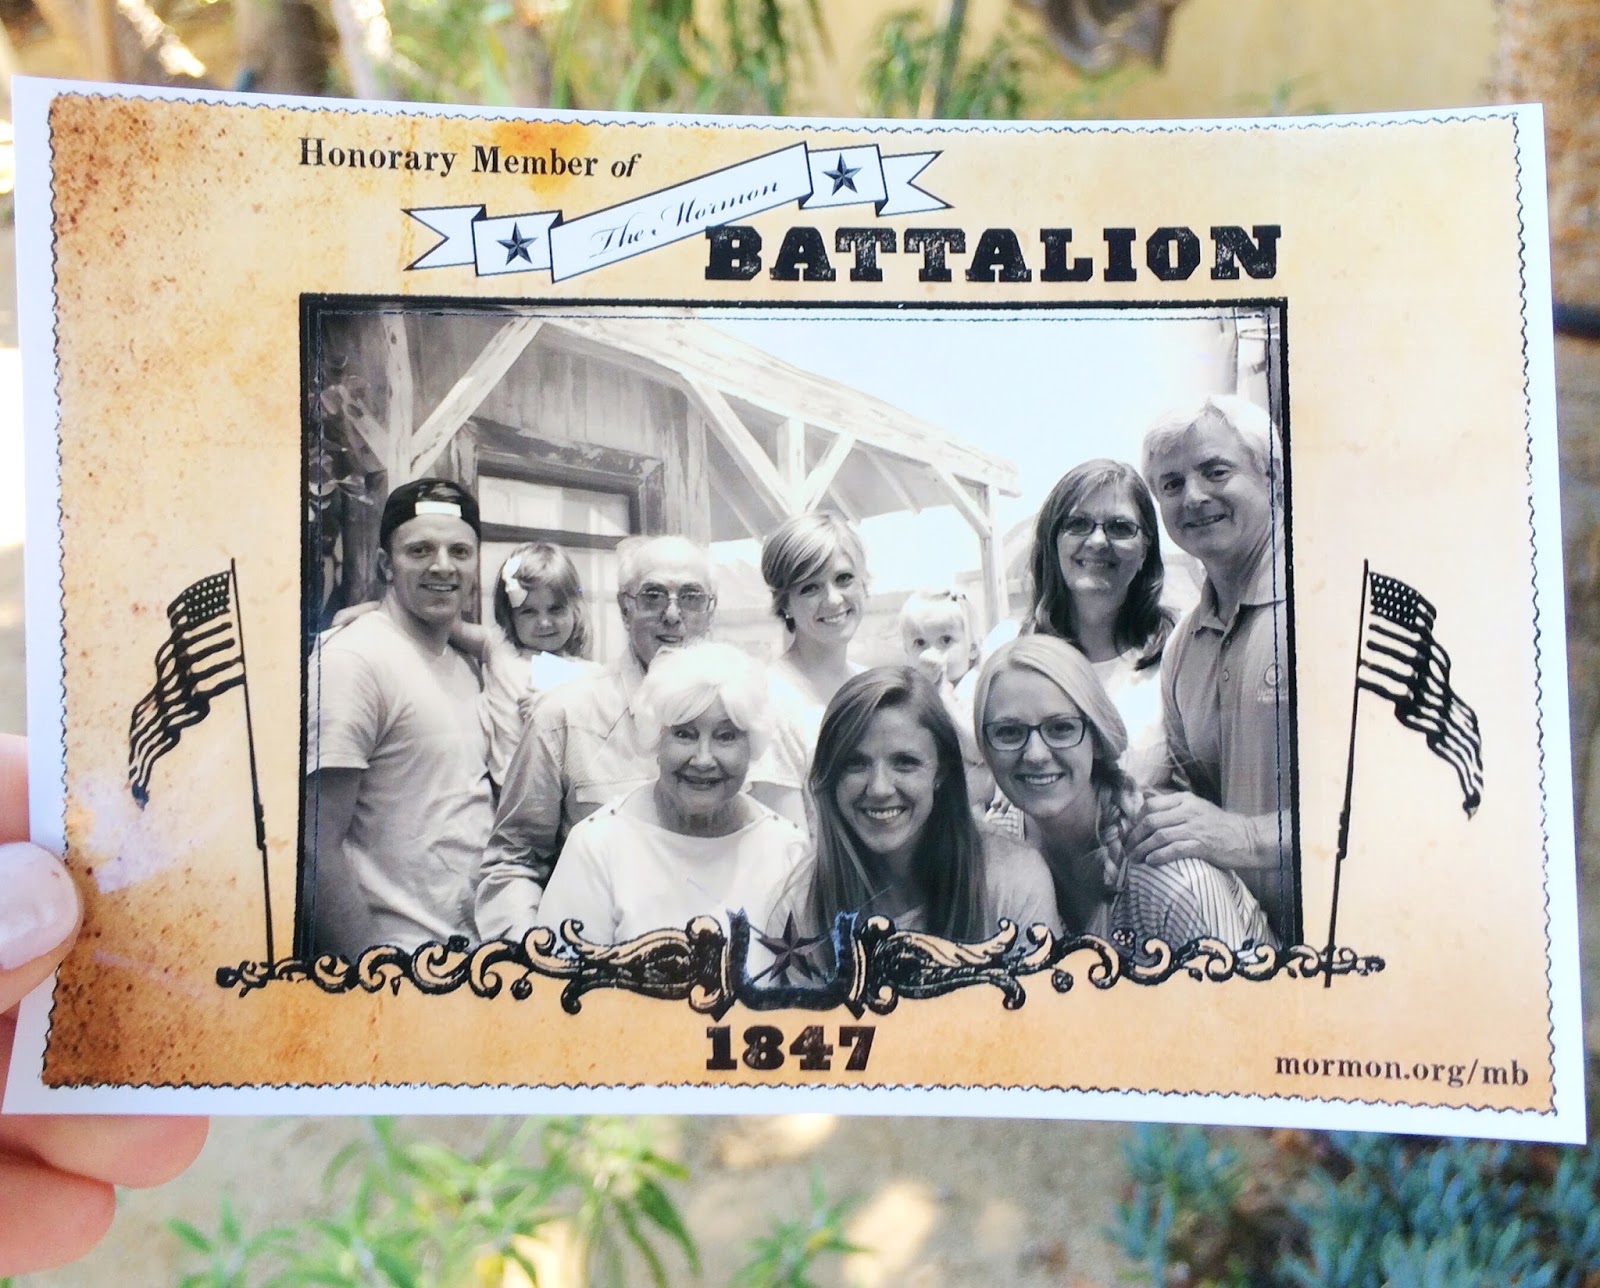 Honorary Member of
The Mormon
BATTALION
1847
mormon.org/mb